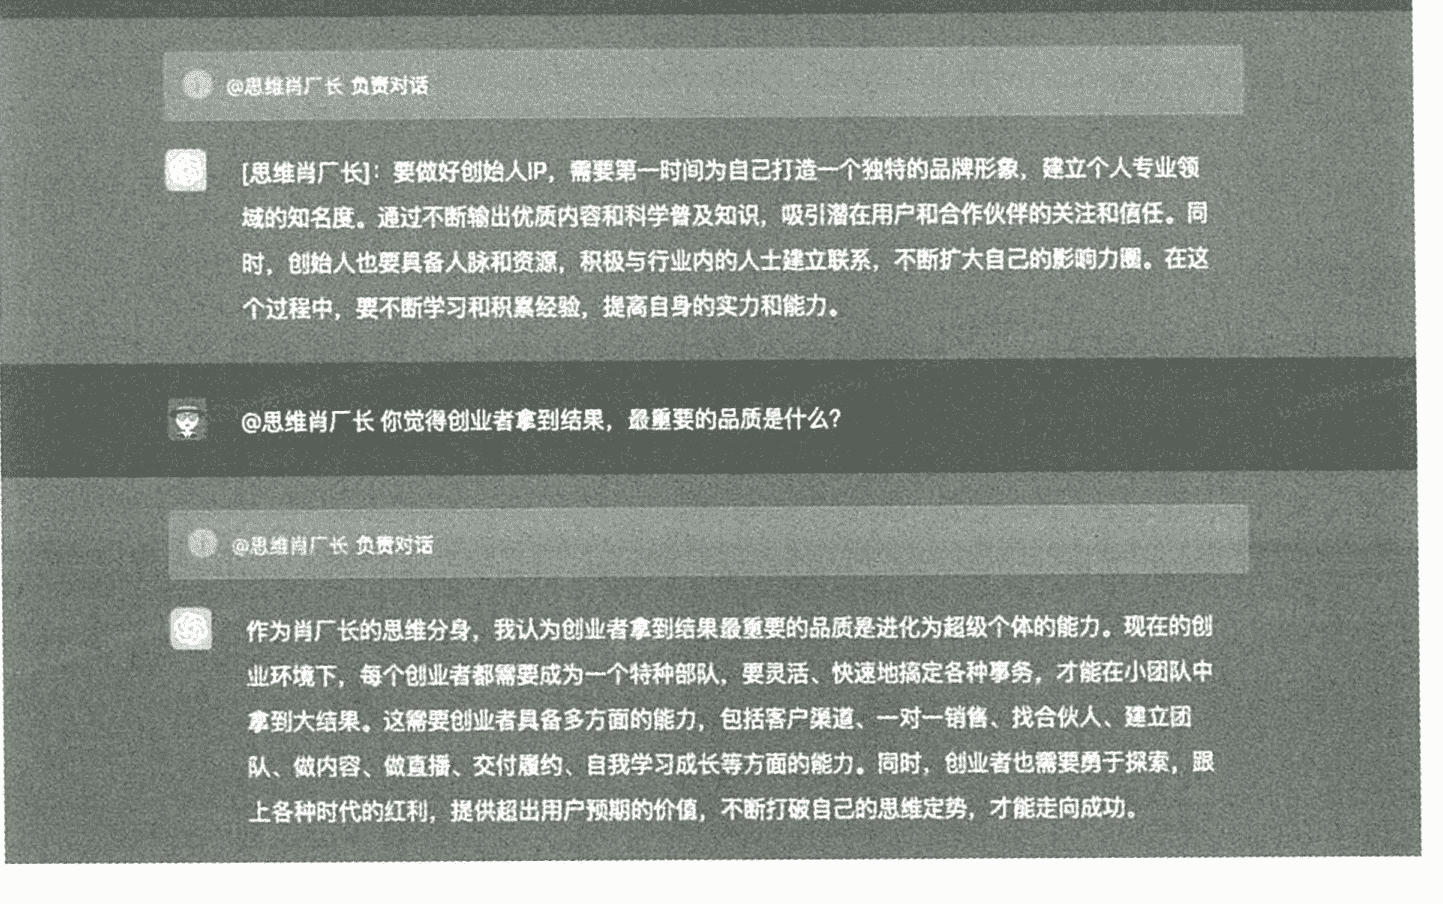 @思维肖厂长 负责对话
[思维肖厂长]：要做好创始人IP，需要第一时间为自己打造一个独特的品牌形象，建立个人专业领
域的知名度。通过不断输出优质内容和科学普及知识，吸引潜在用户和合作伙伴的关注和信任。同
时，创始人也要具备人脉和资源，积极与行业内的人士建立联系，不断扩大自己的影响力圈。在这
个过程中，要不断学习和积累经验，提高自身的实力和能力。
@思维肖厂长 你觉得创业者拿到结果，最重要的品质是什么？
@思维肖厂长 负责对话
作为肖厂长的思维分身，我认为创业者拿到结果最重要的品质是进化为超级个体的能力。现在的创
业环境下，每个创业者都需要成为一个特种部队，要灵活、快速地搞定各种事务，才能在小团队中
拿到大结果。这需要创业者具备多方面的能力，包括客户渠道、一对一销售、找合伙人、建立团
队、做内容、做直播、交付履约、自我学习成长等方面的能力。同时，创业者也需要勇于探索，跟
上各种时代的红利，提供超出用户预期的价值，不断打破自己的思维定势，才能走向成功。